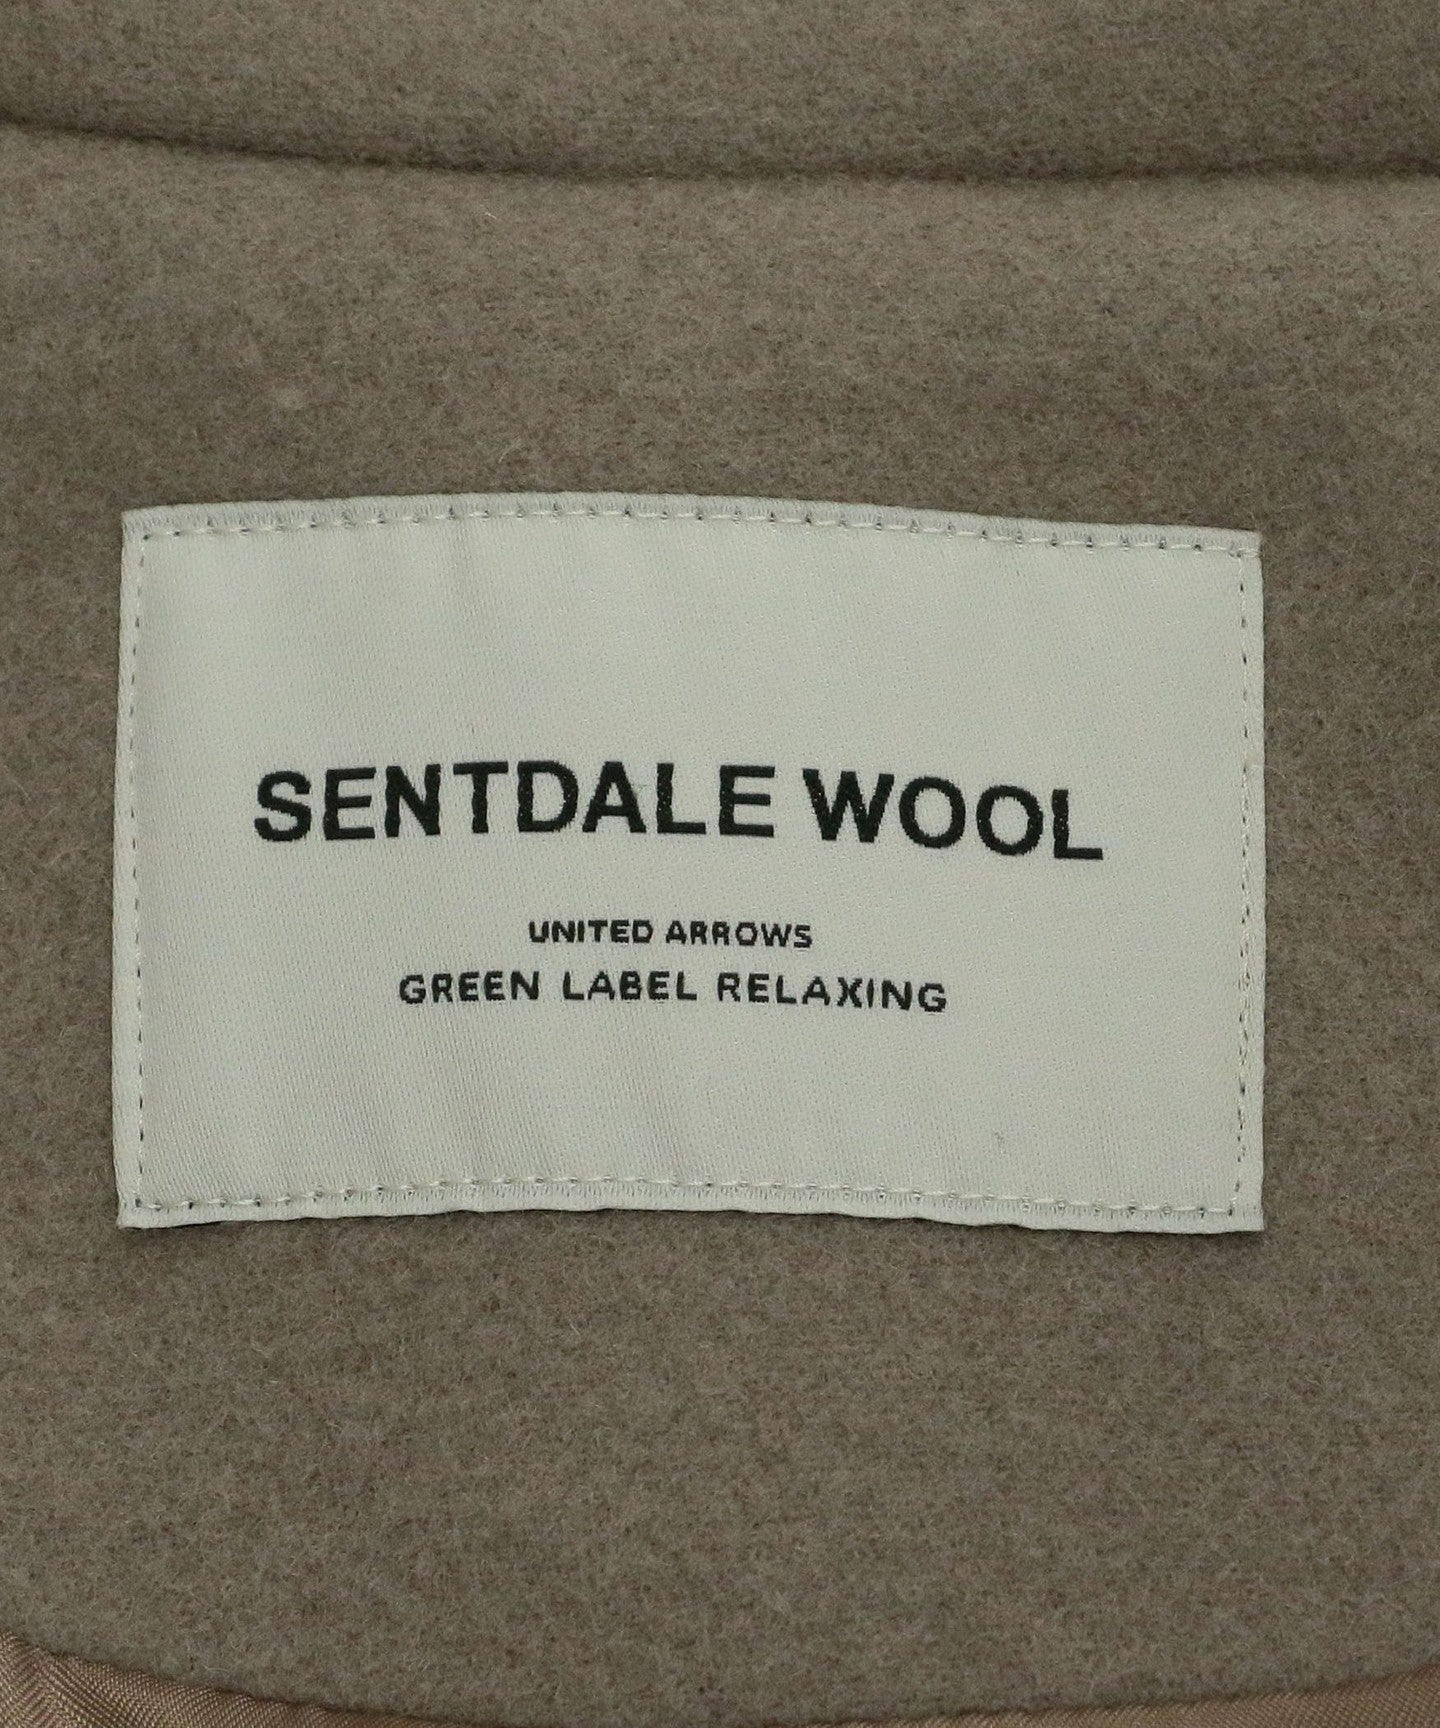 SENTDALE WOOL
UNITED ARROWS
GREEN LABEL RELAXING